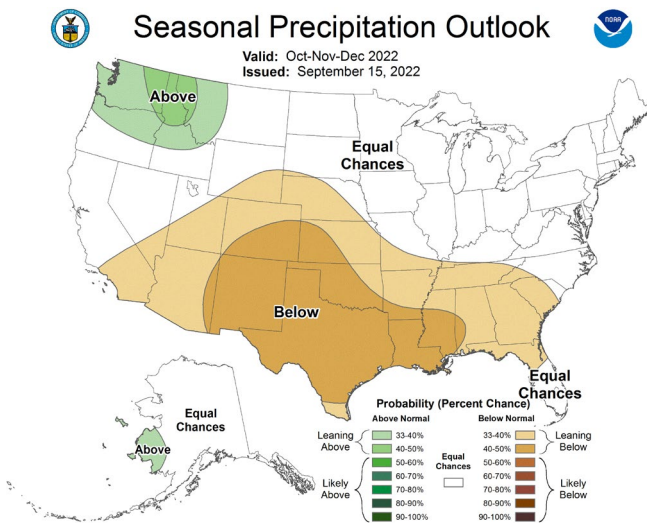 Seasonal Precipitation Outlook
Valid: Oct-Nov-Dec 2022
Issued: September 15, 2022
NOAA
Above
Equal
Chances
Below
Equal
Chances
Equal
Chances
Above
Probability (Percent Chance)
Above Normal
Below Normal
Leaning
Above
33-40%
40-50%
Likely
Above
50-60%
60-70%
70-80%
80-90%
90-100%
Equal
Chances
33-40%
40-50%
Leaning
Below
50-60%
60-70%
70-80%
80-90%
90-100%
Likely
Below